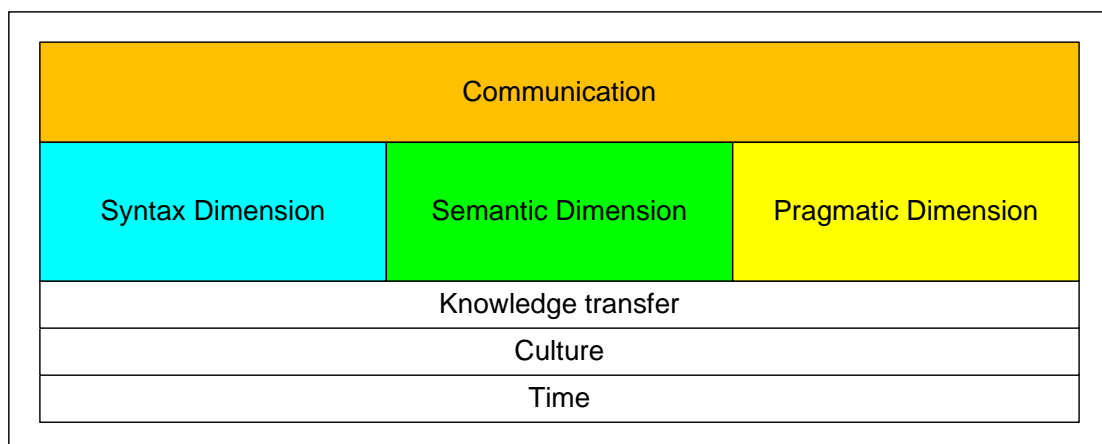 Communication
Syntax Dimension
Semantic Dimension
Pragmatic Dimension
Knowledge transfer
Culture
Time